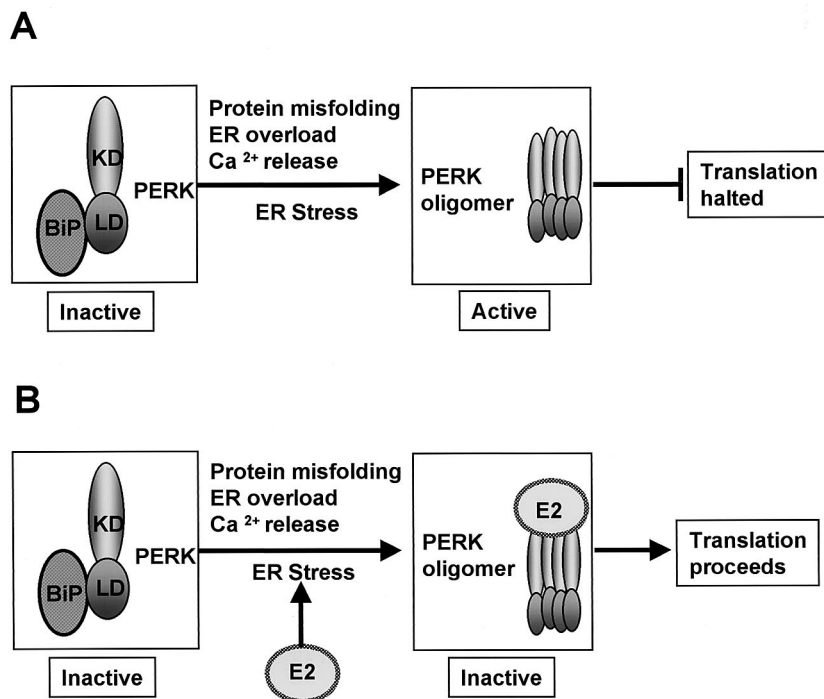 A
Protein misfolding
ER overload
Ca 2+ release
KD
PERK
BiP
LD
ER Stress
Inactive
PERK
oligomer
Active
Translation
halted
B
Protein misfolding
ER overload
Ca 2+ release
KD
PERK
BiP
LD
ER Stress
E2
Inactive
E2
PERK
oligomer
Inactive
Translation
proceeds